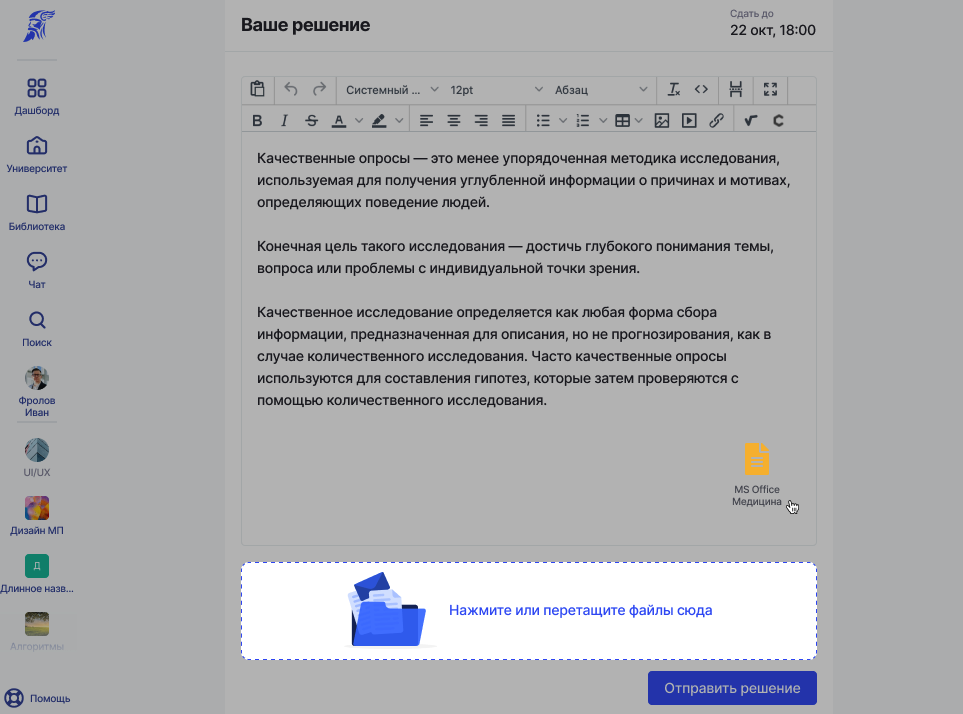 Дашборд
Университет
Библиотека
Чат
Поиск
Фролов
Иван
UI/UX
Дизайн МП
Д
Длинное назв...
Алгоритмы
Помощь
Ваше решение
Сдать до
22 окт, 18:00
Системный ...
12pt
Абзац
Качественные опросы — это менее упорядоченная методика исследования,
используемая для получения углубленной информации о причинах и мотивах,
определяющих поведение людей.
Конечная цель такого исследования — достичь глубокого понимания темы,
вопроса или проблемы с индивидуальной точки зрения.
Качественное исследование определяется как любая форма сбора
информации, предназначенная для описания, но не прогнозирования, как в
случае количественного исследования. Часто качественные опросы
используются для составления гипотез, которые затем проверяются с
помощью количественного исследования.
MS Office
Медицина
Нажмите или перетащите файлы сюда
Отправить решение